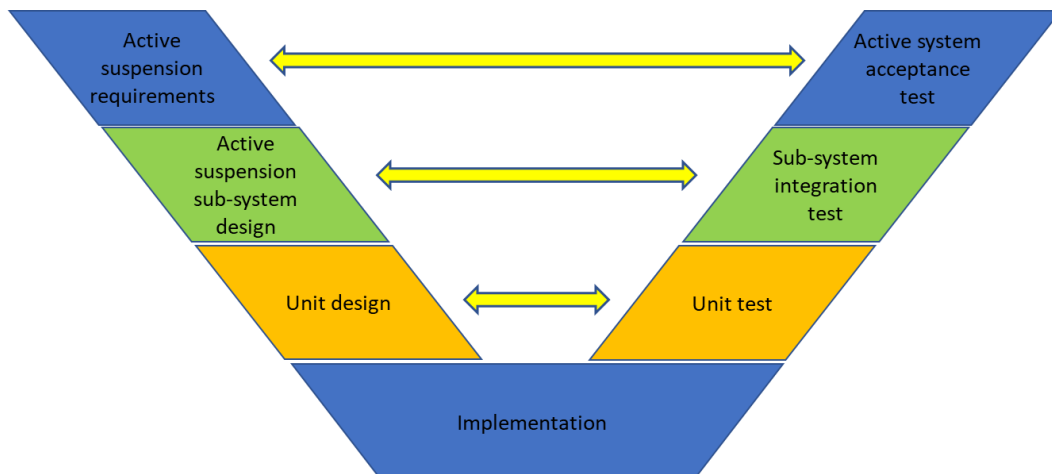 Active
suspension
requirements
Active system
acceptance
test
Active
suspension
sub-system
design
Sub-system
integration
test
Unit design
Unit test
Implementation